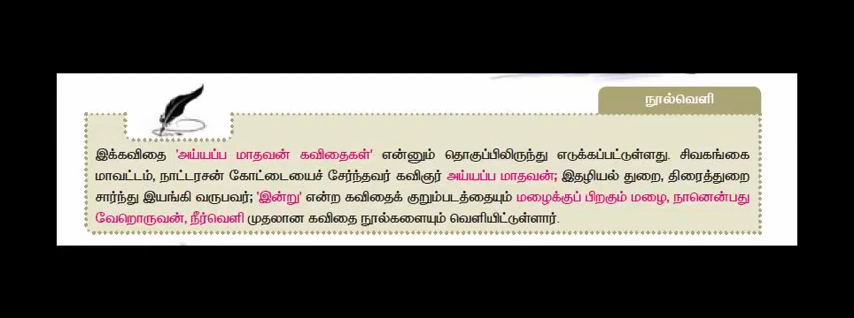 நூல்வெளி
இக்கவிதை 'அய்யப்ப மாதவன் கவிதைகள்' என்னும் தொகுப்பிலிருந்து எடுக்கப்பட்டுள்ளது. சிவகங்கை
மாவட்டம், நாட்டரசன் கோட்டையைச் சேர்ந்தவர் கவிஞர் அய்யப்ப மாதவன்; இதழியல் துறை, திரைத்துறை
சார்ந்து இயங்கி வருபவர்; 'இன்று' என்ற கவிதைக் குறும்படத்தையும் மழைக்குப் பிறகும் மழை, நானென்பது
வேறொருவன், நீர்வெளி முதலான கவிதை நூல்களையும் வெளியிட்டுள்ளார்.